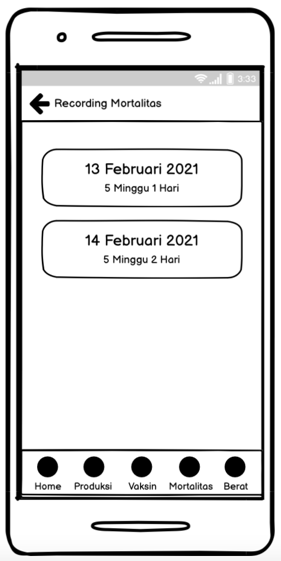 3:33
Recording Mortalitas
13 Februari 2021
5 Minggu 1 Hari
14 Februari 2021
5 Minggu 2 Hari
Home Produksi Vaksin Mortalitas Berat